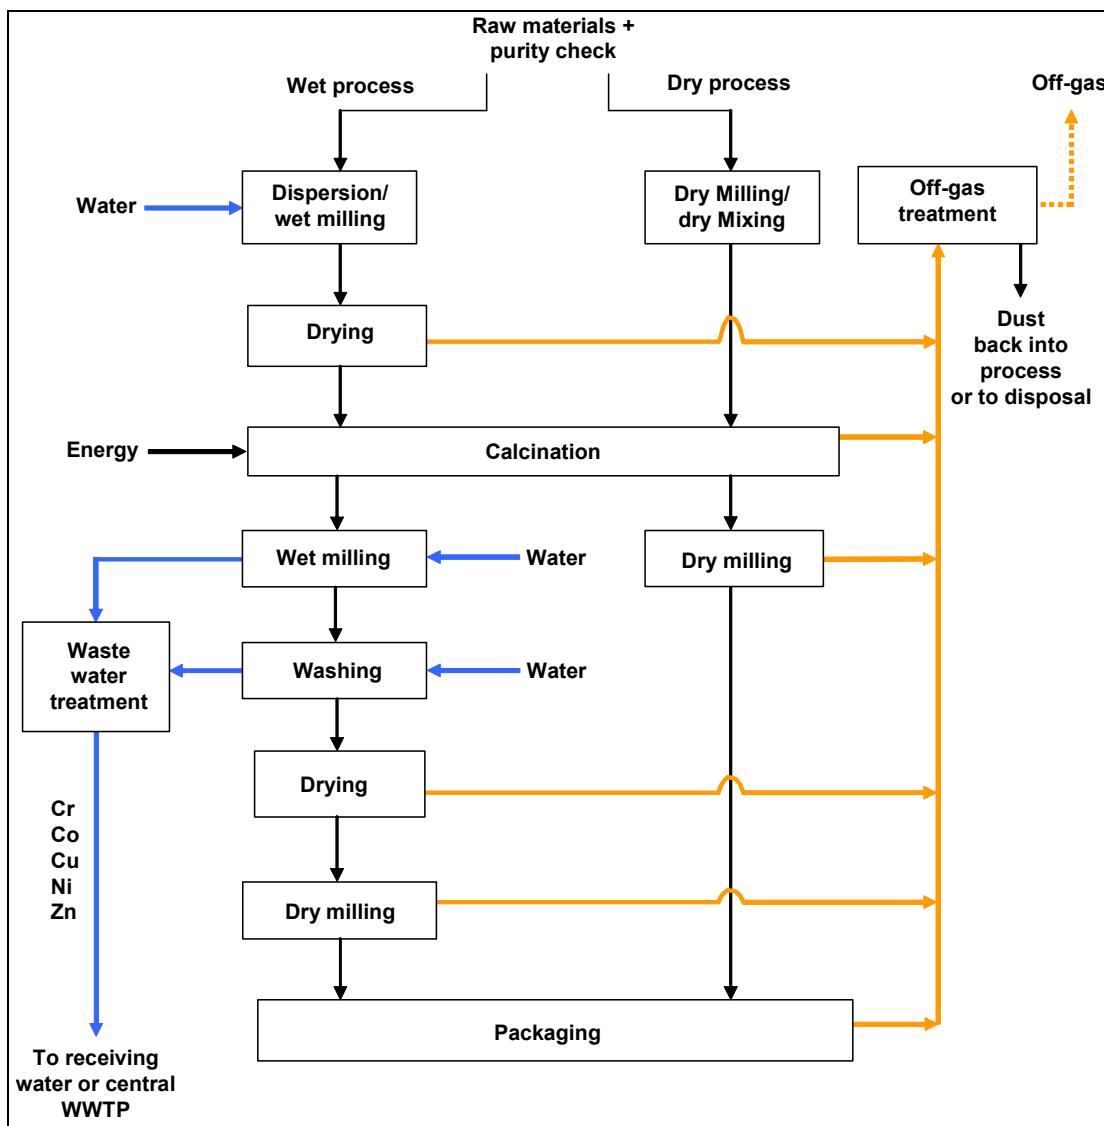 Raw materials +
purity check
Wet process
Dry process
Off-gas
Water
Dispersion/
wet milling
Dry Milling/
dry Mixing
Off-gas
treatment
Drying
Dust
back into
process
or to disposal
Energy
Calcination
Wet milling
Water
Dry milling
Waste
water
treatment
Washing
Water
Drying
Cr
Co
Cu
Ni
Zn
Dry milling
Packaging
To receiving
water or central
WWTP